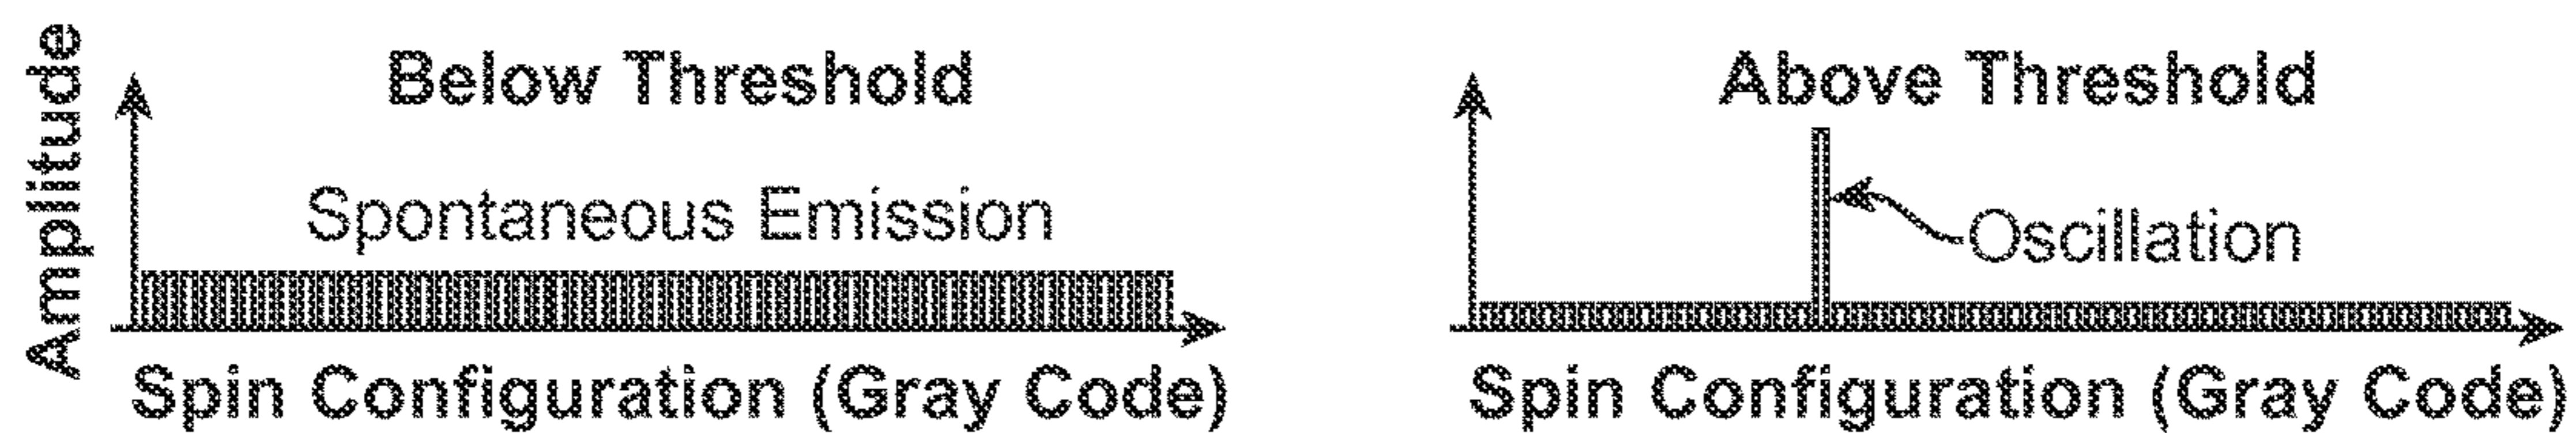 Amplitude
Below Threshold
Spontaneous Emission
Spin Configuration (Gray Code)
Above Threshold
Oscillation
Spin Configuration (Gray Code)